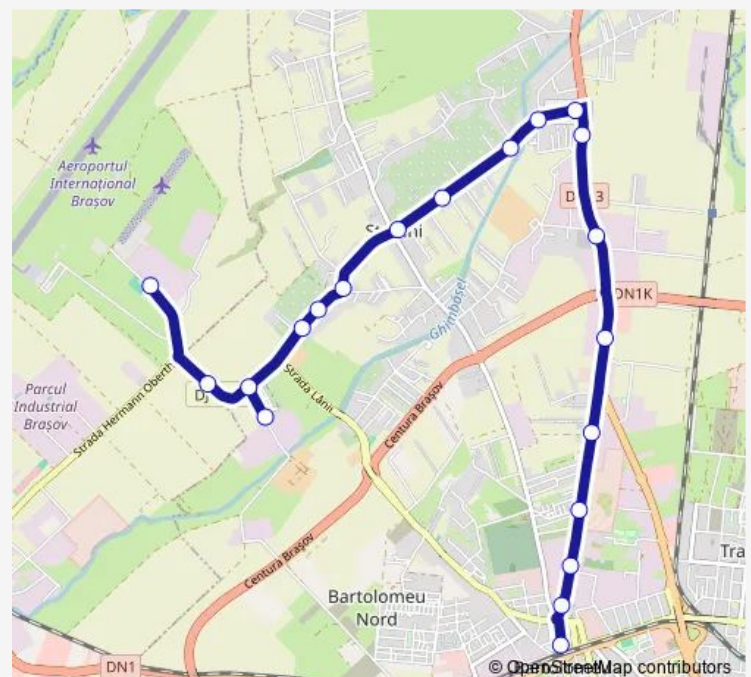 Aeroportul
Internațional
Brașov
Ghimbășel
DN1K
Strada Hermann Oberth
Strada Lânii
Parcul
Industrial
Brașov
Centura Brașov
Centura Brașov
Bartolomeu
Nord
Tra
DN1
© OpenStreetMap contributors